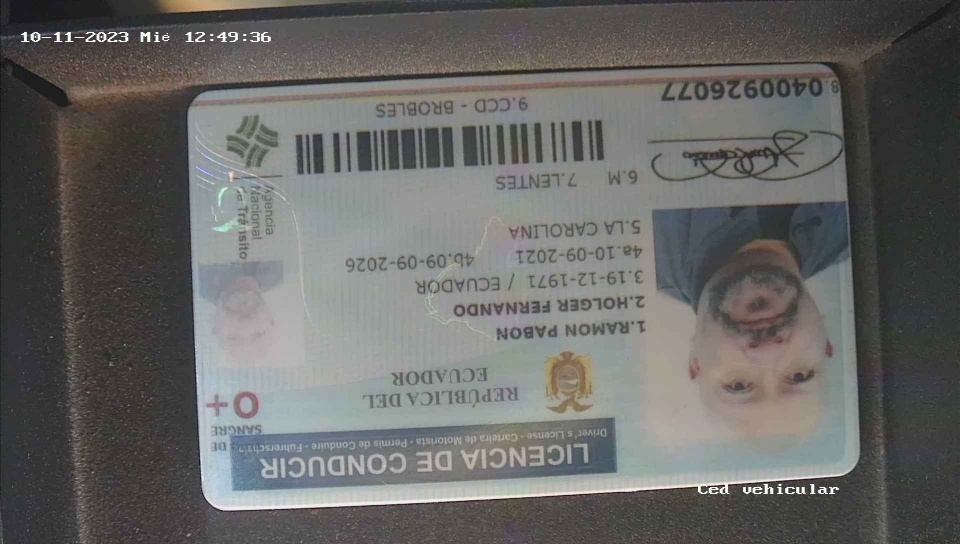 10-11-2023 Mié 12:49:36
LICENCIA DE CONDUCIR
Driver's License - Carteira de Motorista - Permis de Conduire - Führerschein
REPÚBLICA DEL
ECUADOR
SANGRE
O+
1.RAMON PABON
2.HOLGER FERNANDO
3.19-12-1971 / ECUADOR
4a.10-09-2021 4b.09-09-2026
5.LA CAROLINA
6.M 7.LENTES
8.0400926077
9.CCD - BROBLES
Agencia
Nacional
de Tránsito
Ced vehicular